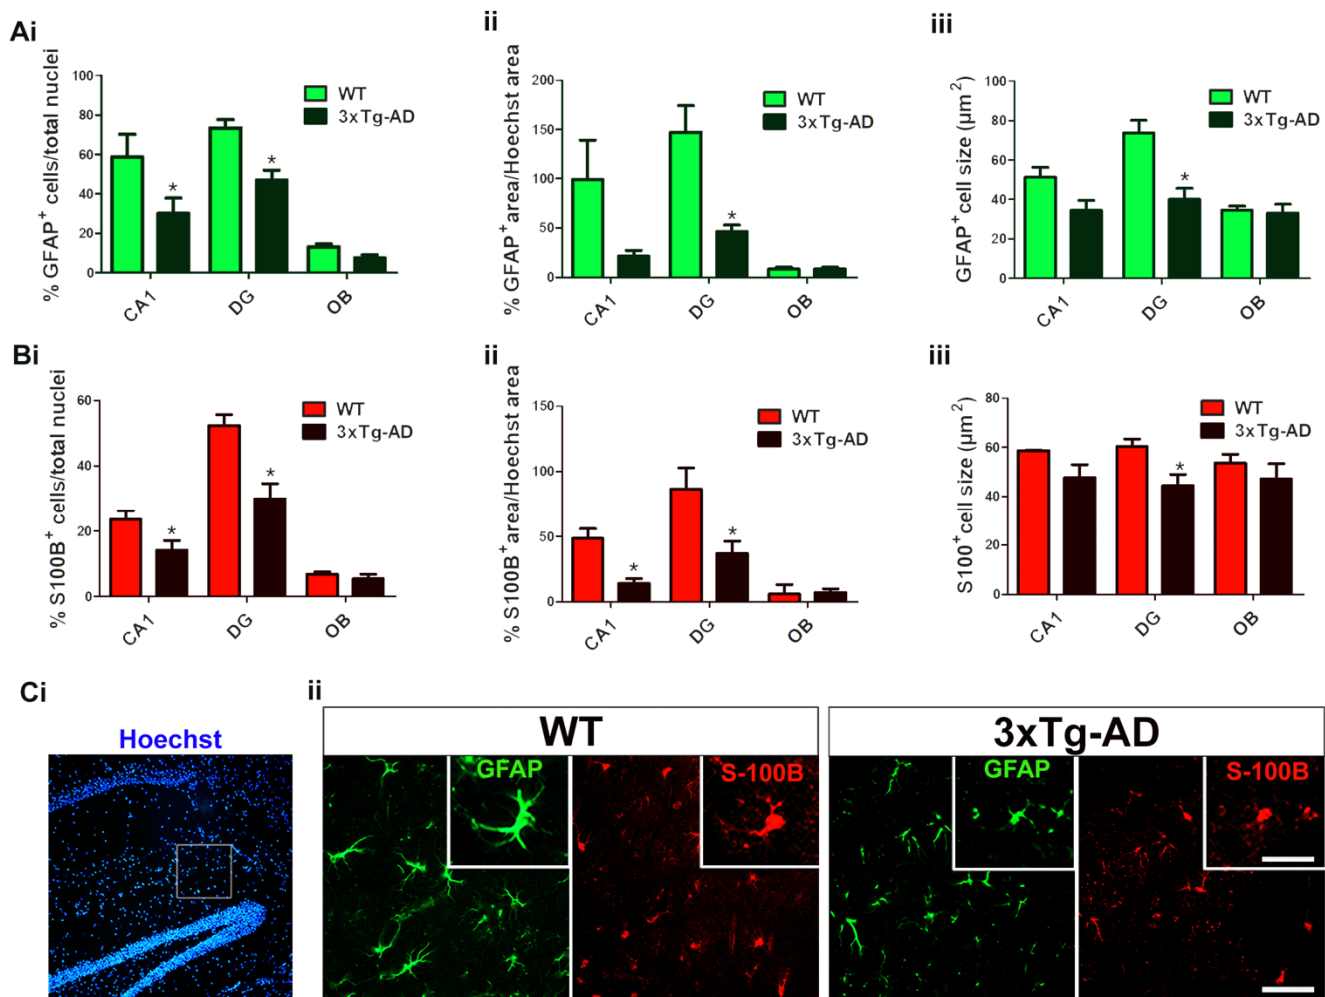 Ai
% GFAP+ cells/total nuclei
100
80
60
40
20
0
WT
3xTg-AD
*
*
CA1
DG
OB
ii
% GFAP+ area/Hoechst area
200
150
100
50
0
WT
3xTg-AD
*
CA1
DG
OB
iii
GFAP+ cell size (µm2)
100
80
60
40
20
0
WT
3xTg-AD
*
CA1
DG
OB
Bi
% S100B+ cells/total nuclei
60
40
20
0
WT
3xTg-AD
*
*
CA1
DG
OB
ii
% S100B+ area/Hoechst area
150
100
50
0
WT
3xTg-AD
*
*
CA1
DG
OB
iii
S100+ cell size (µm2)
80
60
40
20
0
WT
3xTg-AD
*
CA1
DG
OB
Ci
Hoechst
ii
WT
GFAP
S-100B
3xTg-AD
GFAP
S-100B